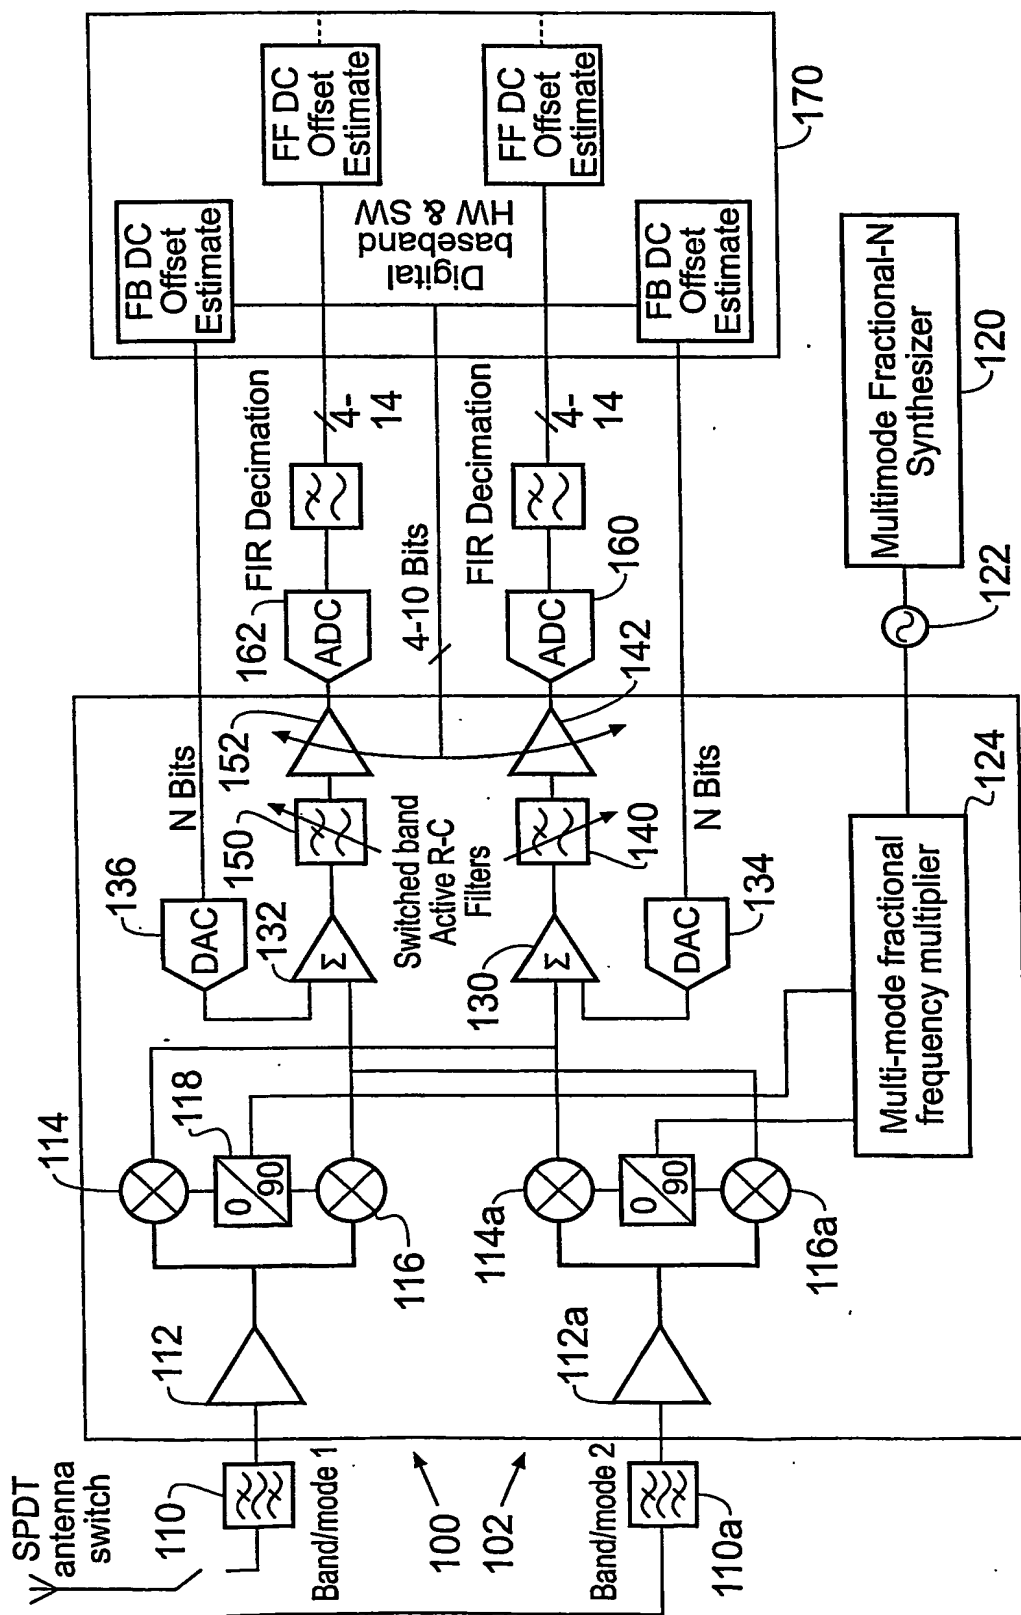 SPDT
antenna
switch
110
Band/mode 1
100
102
Band/mode 2
110a
112
112a
114
118
0
90
116
114a
0
90
116a
136
DAC
N Bits
132
Σ
150
152
Switched band
Active R-C
Filters
130
Σ
140
142
134
DAC
N Bits
Multi-mode fractional
frequency multiplier
124
122
Multimode Fractional-N
Synthesizer
120
162
ADC
FIR Decimation
4-
14
4-10 Bits
160
ADC
FIR Decimation
4-
14
FB DC
Offset
Estimate
FF DC
Offset
Estimate
Digital
baseband
HW & SW
FF DC
Offset
Estimate
FB DC
Offset
Estimate
170